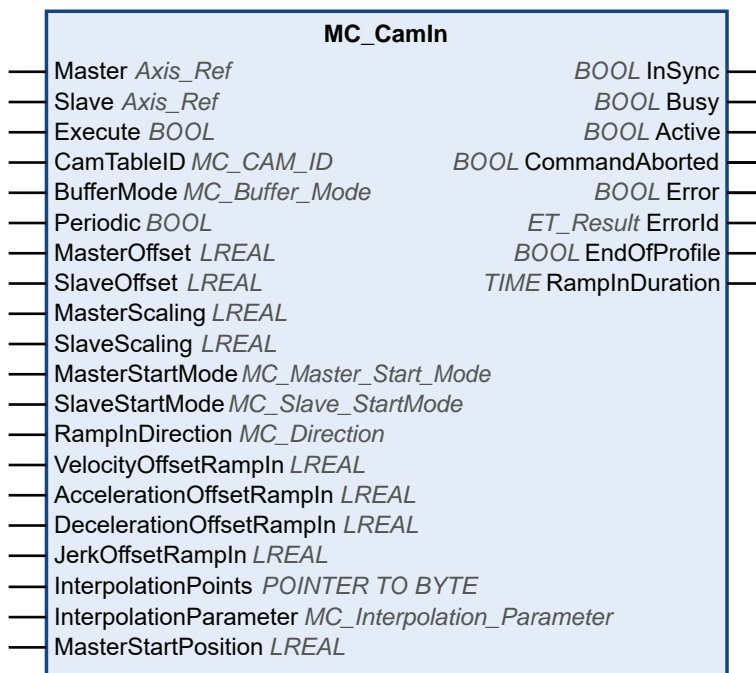 MC_CamIn
Master Axis_Ref BOOL InSync
Slave Axis_Ref BOOL Busy
Execute BOOL BOOL Active
CamTableID MC_CAM_ID BOOL CommandAborted
BufferMode MC_Buffer_Mode BOOL Error
Periodic BOOL ET_Result ErrorId
MasterOffset LREAL BOOL EndOfProfile
SlaveOffset LREAL TIME RampInDuration
MasterScaling LREAL
SlaveScaling LREAL
MasterStartMode MC_Master_Start_Mode
SlaveStartMode MC_Slave_StartMode
RampInDirection MC_Direction
VelocityOffsetRampIn LREAL
AccelerationOffsetRampIn LREAL
DecelerationOffsetRampIn LREAL
JerkOffsetRampIn LREAL
InterpolationPoints POINTER TO BYTE
InterpolationParameter MC_Interpolation_Parameter
MasterStartPosition LREAL